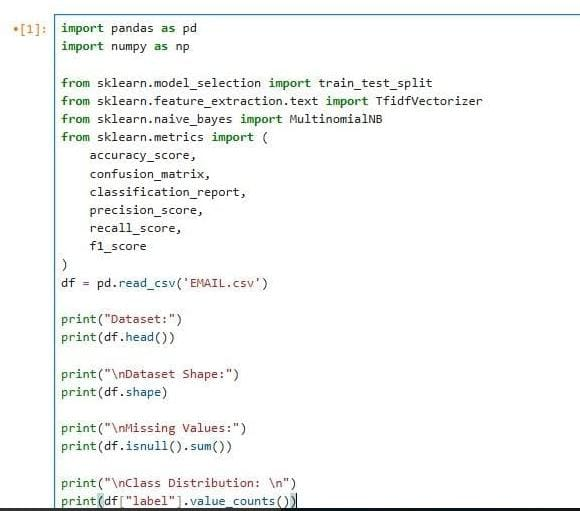 •[1]: import pandas as pd
import numpy as np
from sklearn.model_selection import train_test_split
from sklearn.feature_extraction.text import TfidfVectorizer
from sklearn.naive_bayes import MultinomialNB
from sklearn.metrics import (
    accuracy_score,
    confusion_matrix,
    classification_report,
    precision_score,
    recall_score,
    f1_score
)
df = pd.read_csv('EMAIL.csv')
print("Dataset:")
print(df.head())
print("\nDataset Shape:")
print(df.shape)
print("\nMissing Values:")
print(df.isnull().sum())
print("\nClass Distribution: \n")
print(df["label"].value_counts())